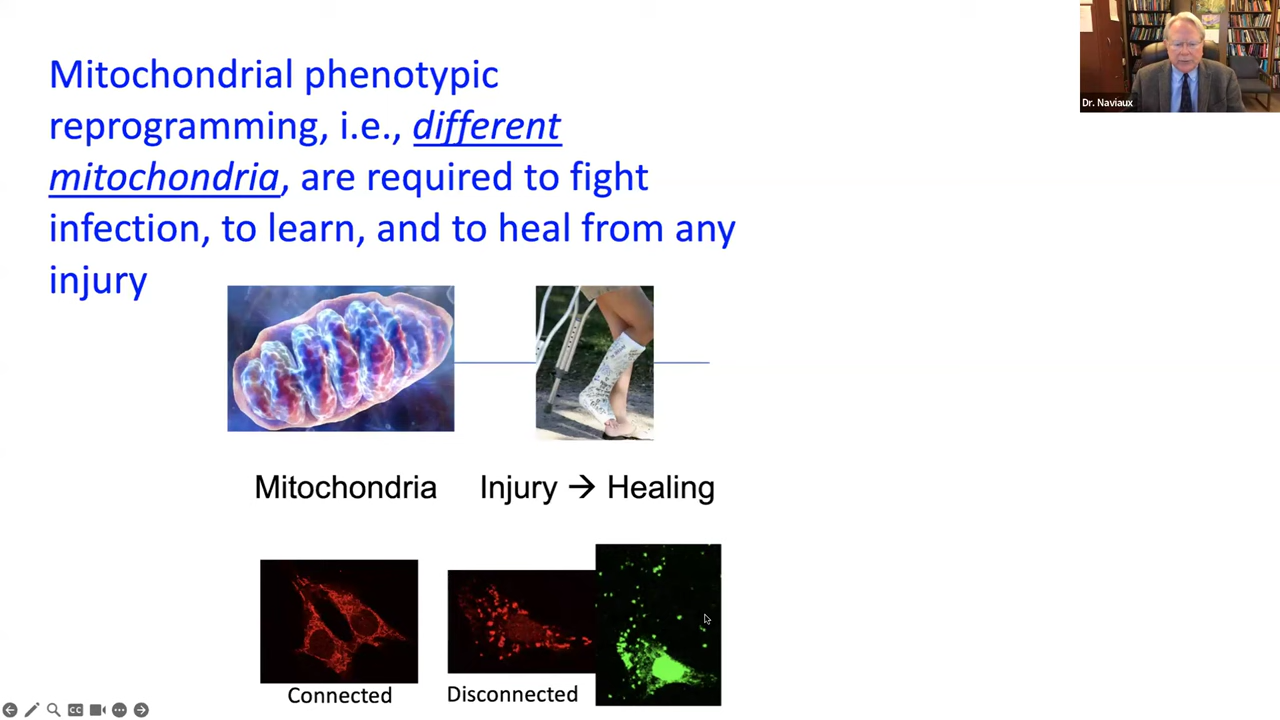 Mitochondrial phenotypic
reprogramming, i.e., different
mitochondria, are required to fight
infection, to learn, and to heal from any
injury
Dr. Naviaux
Mitochondria
Injury → Healing
Connected
Disconnected
CC